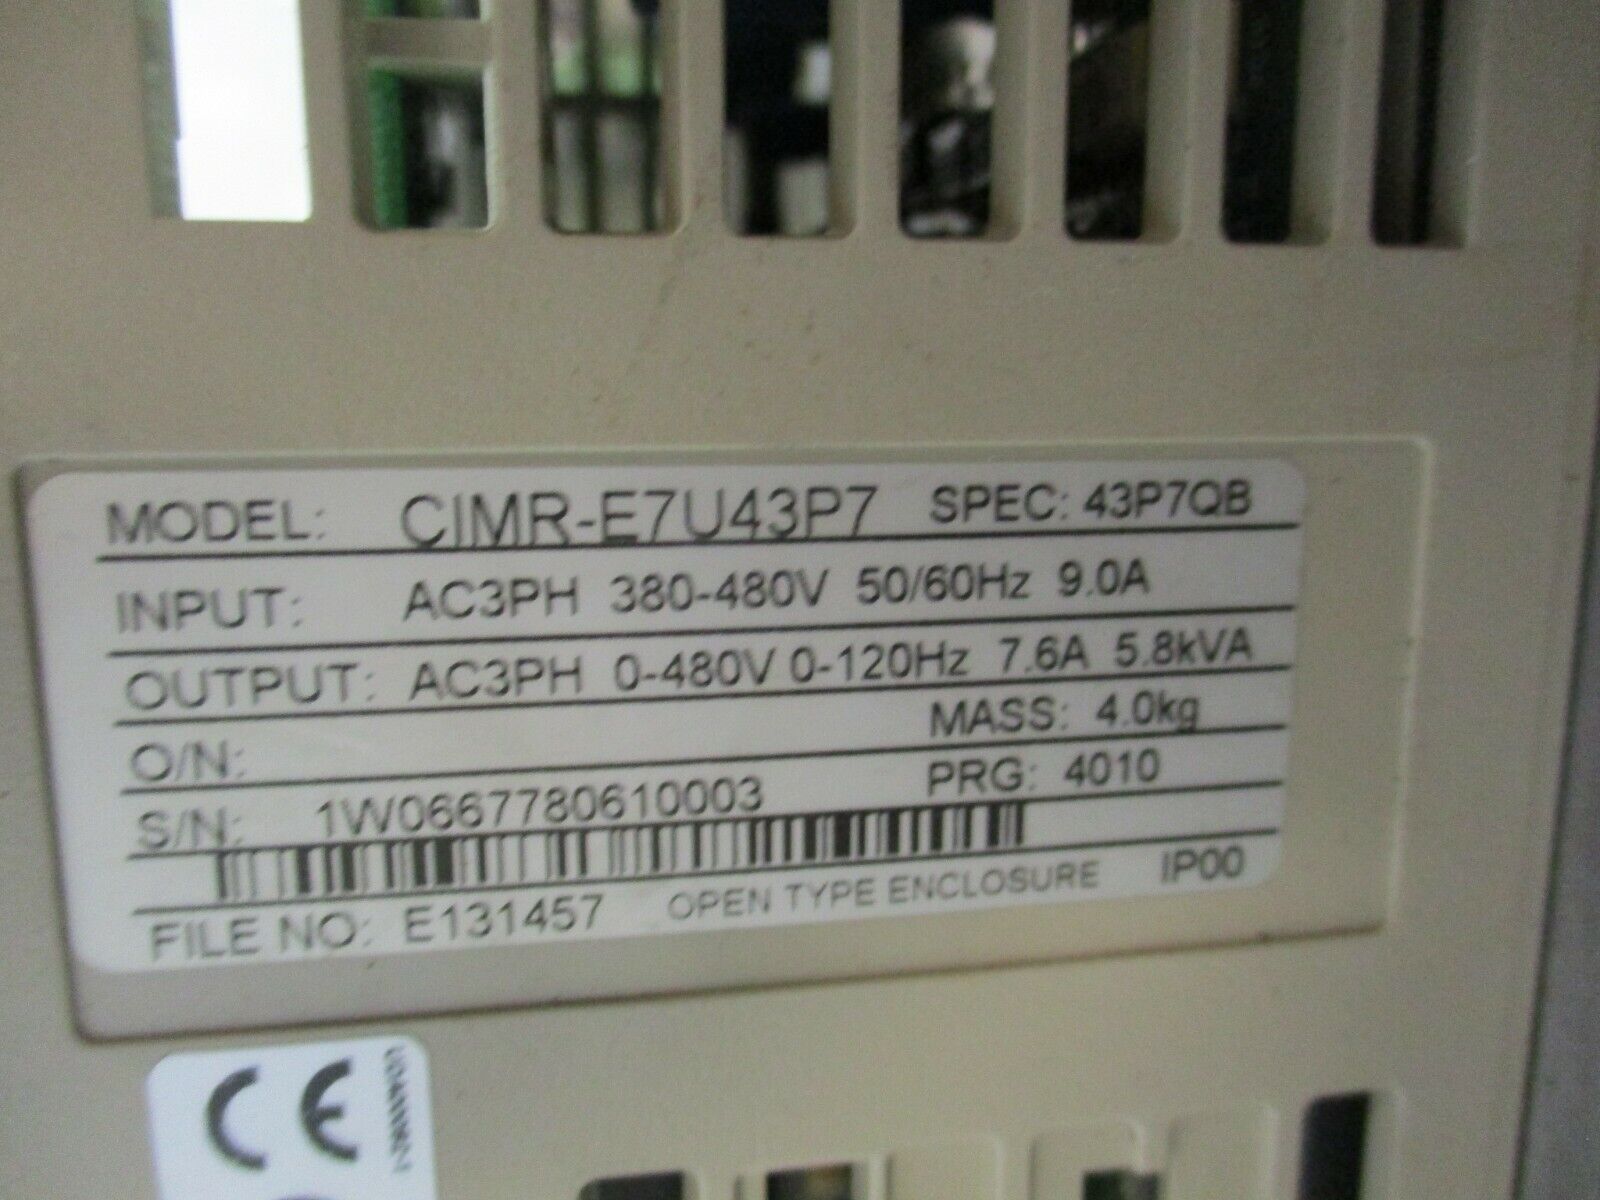 MODEL: CIMR-E7U43P7 SPEC: 43P7QB
INPUT: AC3PH 380-480V 50/60Hz 9.0A
OUTPUT: AC3PH 0-480V 0-120Hz 7.6A 5.8kVA
O/N: MASS: 4.0kg
S/N: 1W0667780610003 PRG: 4010
FILE NO: E131457 OPEN TYPE ENCLOSURE IP00
CE